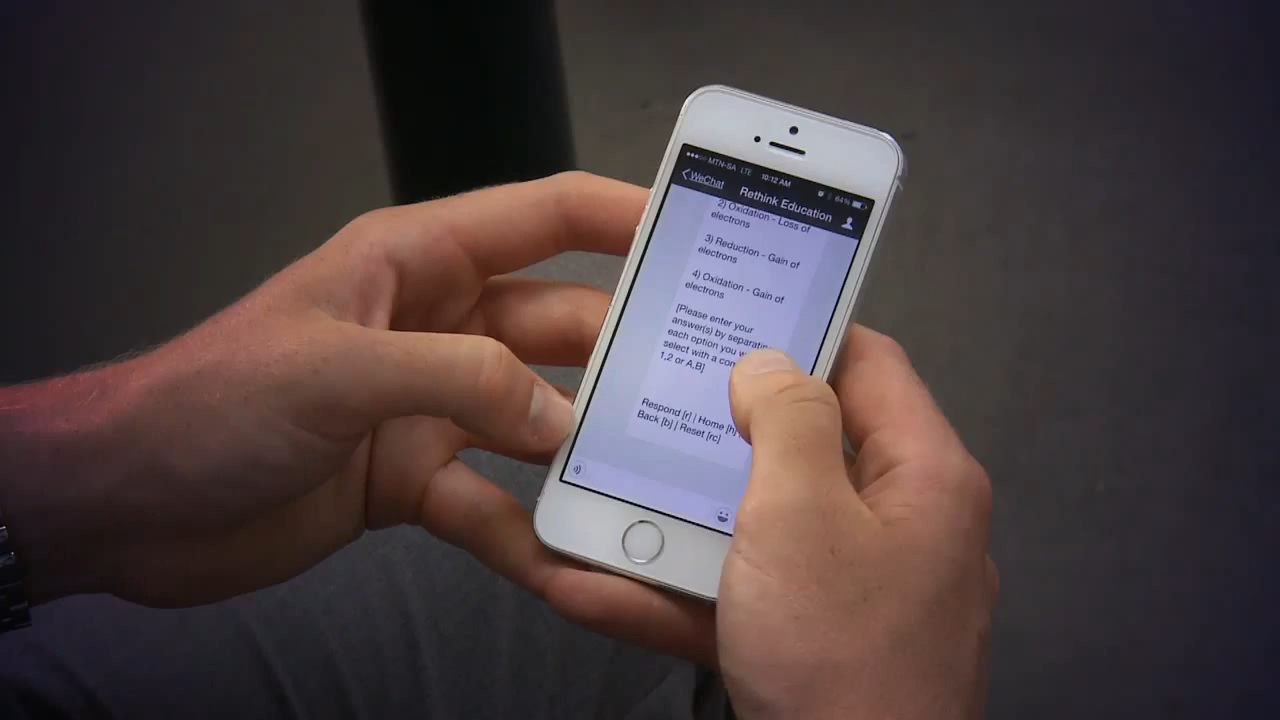 MTN-SA LTE 10:12 AM 64%
WeChat Rethink Education
2) Oxidation - Loss of
electrons
3) Reduction - Gain of
electrons
4) Oxidation - Gain of
electrons
[Please enter your
answer(s) by separatin
each option you w
select with a com
1,2 or A,B]
Respond [r] | Home [h] |
Back [b] | Reset [rc]